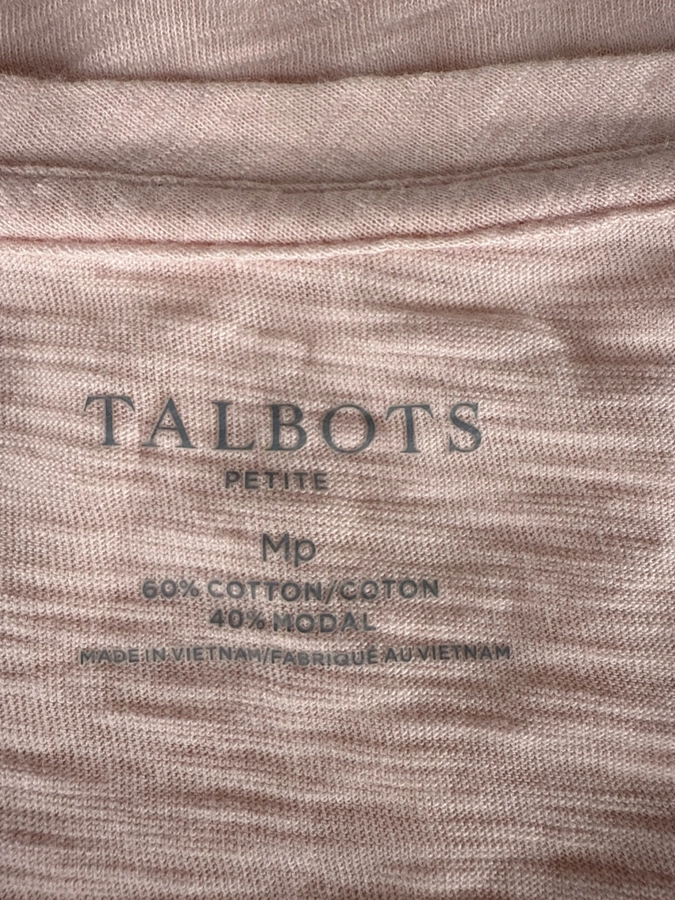 TALBOTS
PETITE
Mp
60% COTTON/COTON
40% MODAL
MADE IN VIETNAM/FABRIQUÉ AU VIETNAM